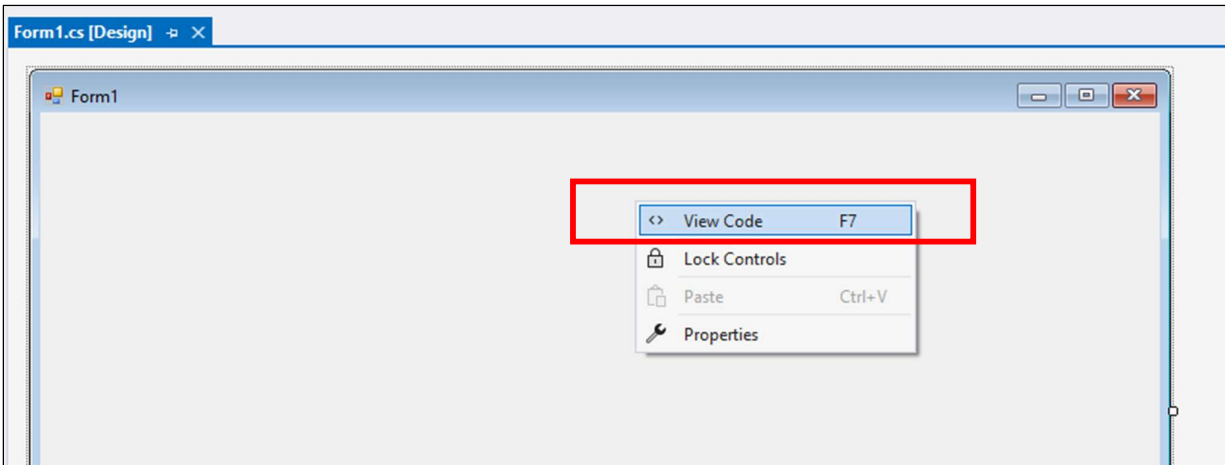 Form1.cs [Design]
Form1
View Code F7
Lock Controls
Paste Ctrl+V
Properties